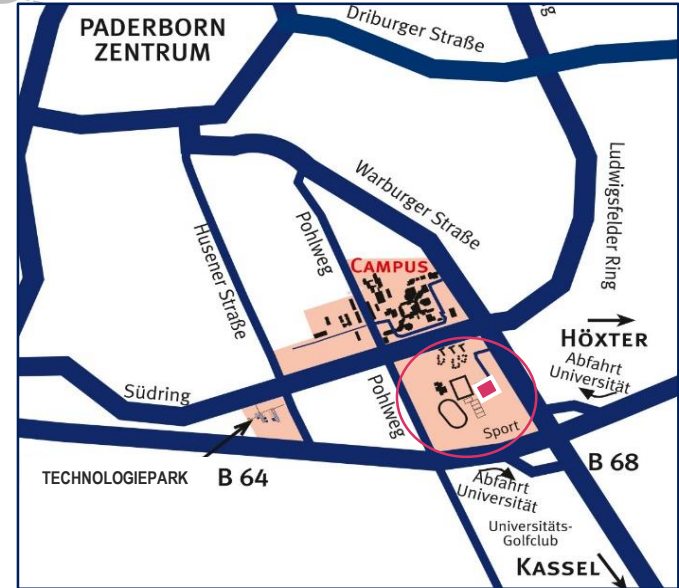 PADERBORN
ZENTRUM
Driburger Straße
Ludwigsfelder Ring
Warburger Straße
Pohlweg
Husener Straße
CAMPUS
HÖXTER
Abfahrt
Universität
Südring
Pohlweg
Sport
TECHNOLOGIEPARK
B 64
B 68
Abfahrt
Universität
Universitäts-
Golfclub
KASSEL